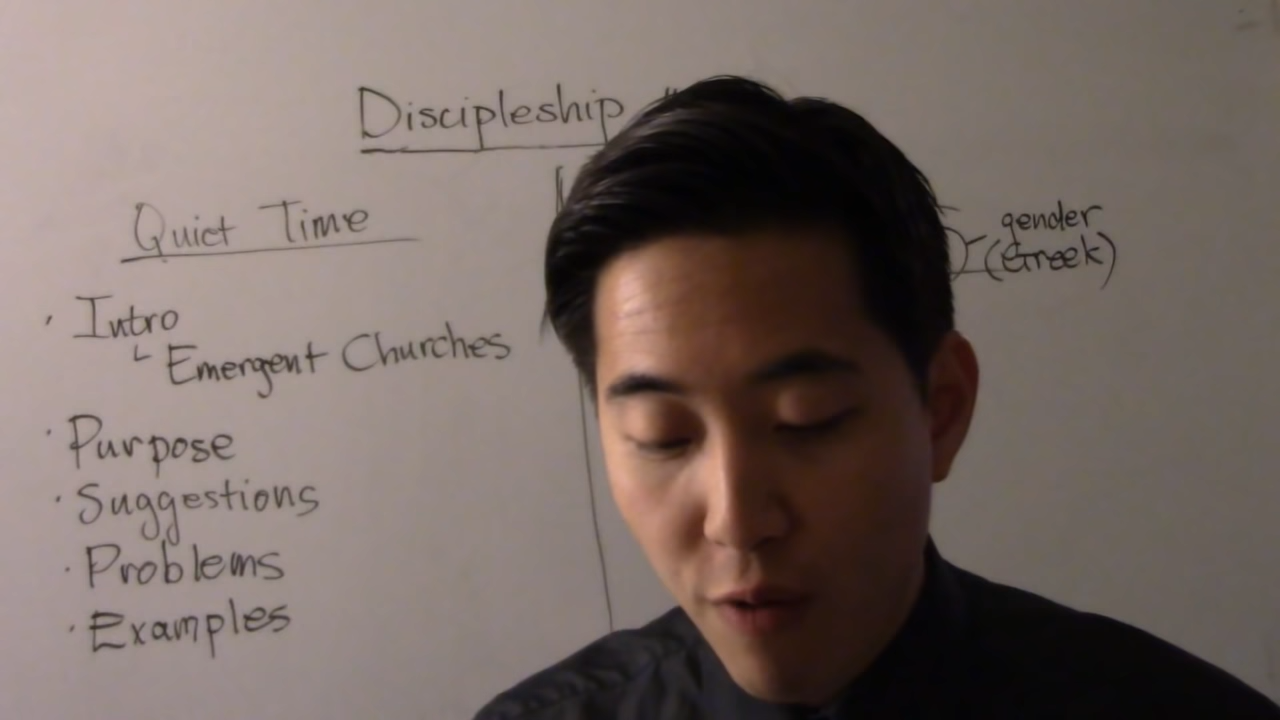 Discipleship
Quiet Time
· Intro
└ Emergent Churches
· Purpose
· Suggestions
· Problems
· Examples
gender
(Greek)